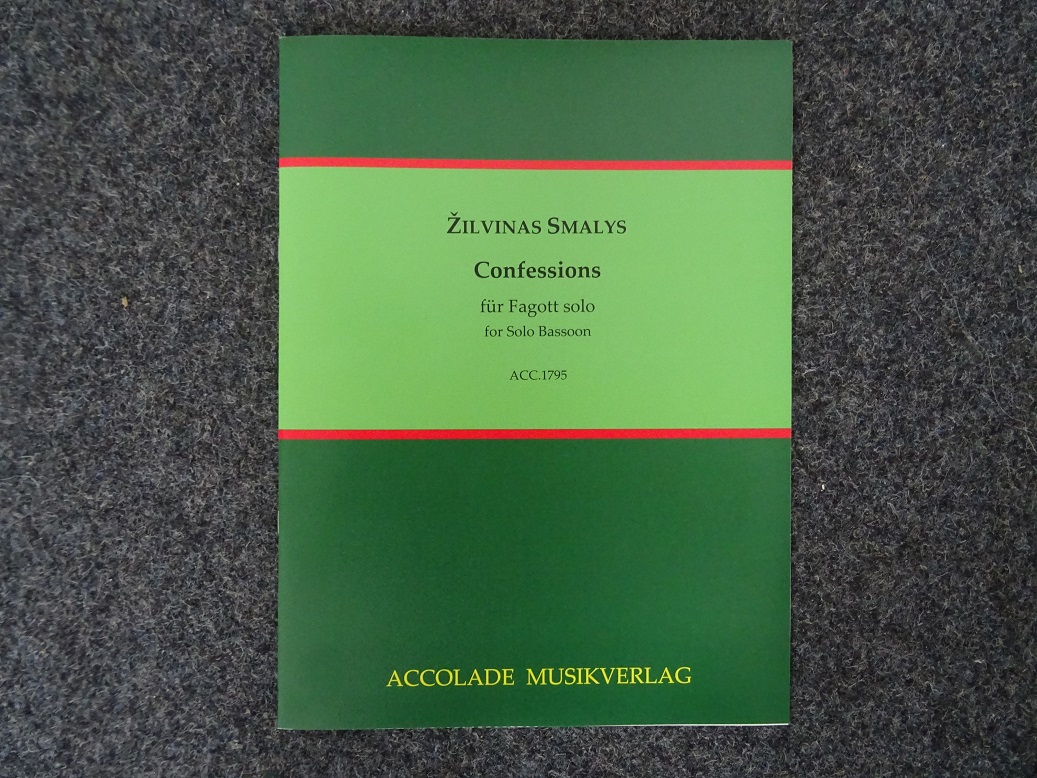 ŽILVINAS SMALYS
Confessions
für Fagott solo
for Solo Bassoon
ACC.1795
ACCOLADE MUSIKVERLAG